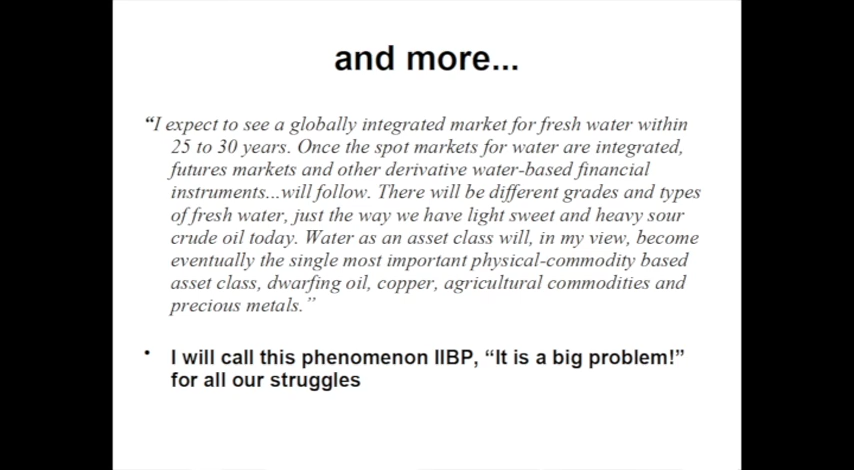 and more...
“I expect to see a globally integrated market for fresh water within
25 to 30 years. Once the spot markets for water are integrated,
futures markets and other derivative water-based financial
instruments...will follow. There will be different grades and types
of fresh water, just the way we have light sweet and heavy sour
crude oil today. Water as an asset class will, in my view, become
eventually the single most important physical-commodity based
asset class, dwarfing oil, copper, agricultural commodities and
precious metals.”
• I will call this phenomenon IIBP, “It is a big problem!”
for all our struggles